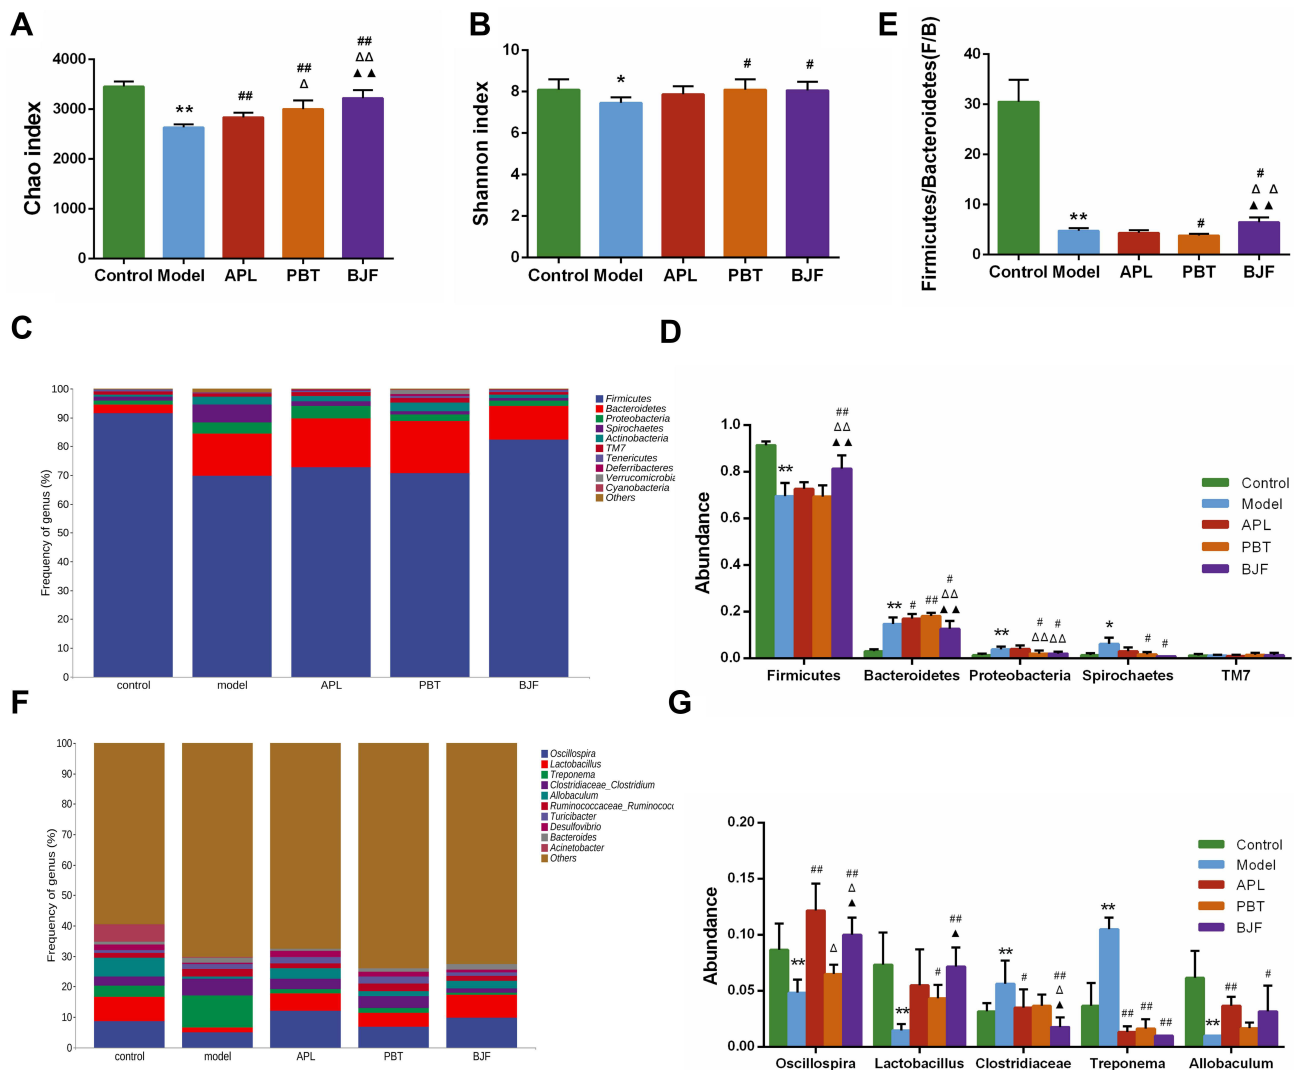 A
Chao index
4000
3000
2000
1000
0
**
##
##
Δ
##
ΔΔ
▲▲
Control Model APL PBT BJF
B
Shannon index
10
8
6
4
2
0
*
#
#
Control Model APL PBT BJF
E
Firmicutes/Bacteroidetes(F/B)
40
30
20
10
0
**
#
#
Δ Δ
▲ ▲
Control Model APL PBT BJF
C
Frequency of genus (%)
100
90
80
70
60
50
40
30
20
10
0
control model APL PBT BJF
Firmicutes
Bacteroidetes
Proteobacteria
Spirochaetes
Actinobacteria
TM7
Tenericutes
Deferribacteres
Verrucomicrobia
Cyanobacteria
Others
D
Abundance
1.0
0.8
0.6
0.4
0.2
0.0
**
##
ΔΔ
▲▲
** # ##
#
ΔΔ
▲▲
**
# #
ΔΔΔΔ
*
# #
Firmicutes Bacteroidetes Proteobacteria Spirochaetes TM7
Control
Model
APL
PBT
BJF
F
Frequency of genus (%)
100
90
80
70
60
50
40
30
20
10
0
control model APL PBT BJF
Oscillospira
Lactobacillus
Treponema
Clostridiaceae_Clostridium
Allobaculum
Ruminococcaceae_Ruminococc
Turicibacter
Desulfovibrio
Bacteroides
Acinetobacter
Others
G
Abundance
0.20
0.15
0.10
0.05
0.00
**
##
Δ
##
Δ
▲
**
#
##
▲
**
#
##
Δ
▲
**
## ## ##
**
##
#
Oscillospira Lactobacillus Clostridiaceae Treponema Allobaculum
Control
Model
APL
PBT
BJF